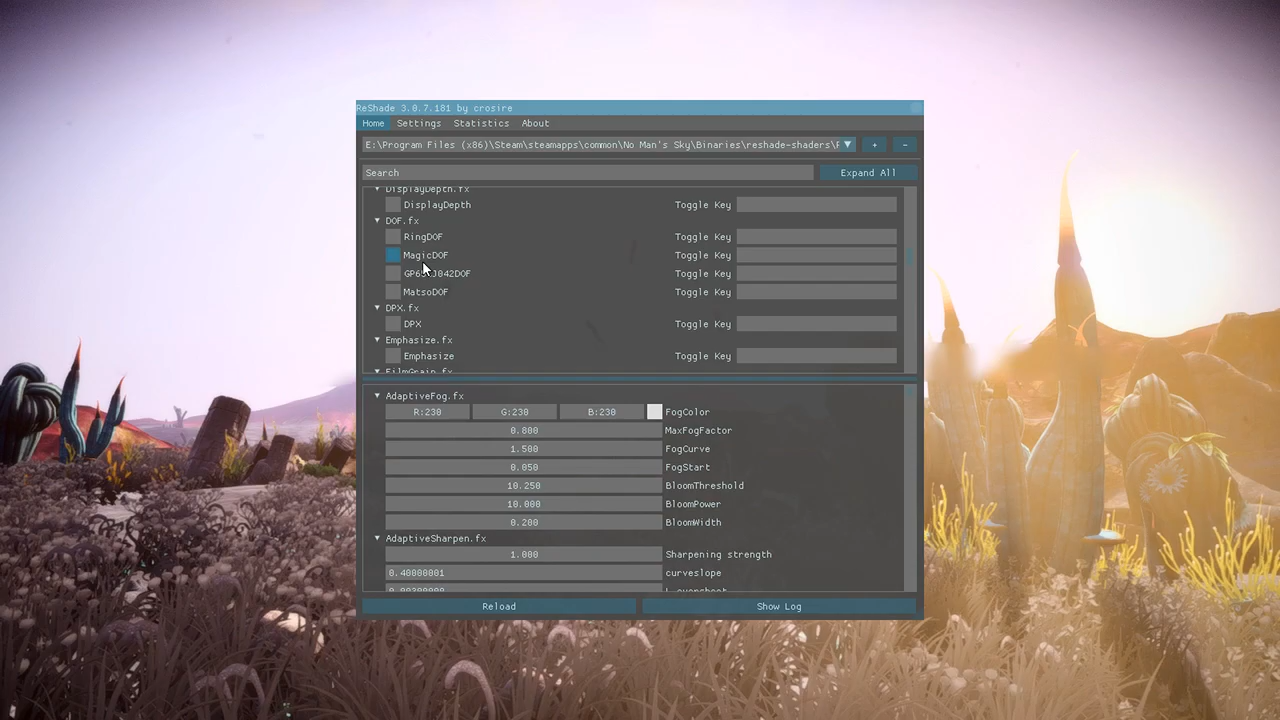 ReShade 3.0.7.181 by crosire
Home Settings Statistics About
E:\Program Files (x86)\Steam\steamapps\common\No Man's Sky\Binaries\reshade-shaders\ + -
Search Expand All
DisplayDepth.fx
DisplayDepth Toggle Key
DOF.fx
RingDOF Toggle Key
MagicDOF Toggle Key
Toggle Key
MatsoDOF Toggle Key
DPX.fx
DPX Toggle Key
Emphasize.fx
Emphasize Toggle Key
FilmGrain.fx
AdaptiveFog.fx
R:230 G:230 B:230 FogColor
0.800 MaxFogFactor
1.500 FogCurve
0.050 FogStart
10.250 BloomThreshold
10.000 BloomPower
0.200 BloomWidth
AdaptiveSharpen.fx
1.000 Sharpening strength
0.40000001 curveslope
Reload Show Log